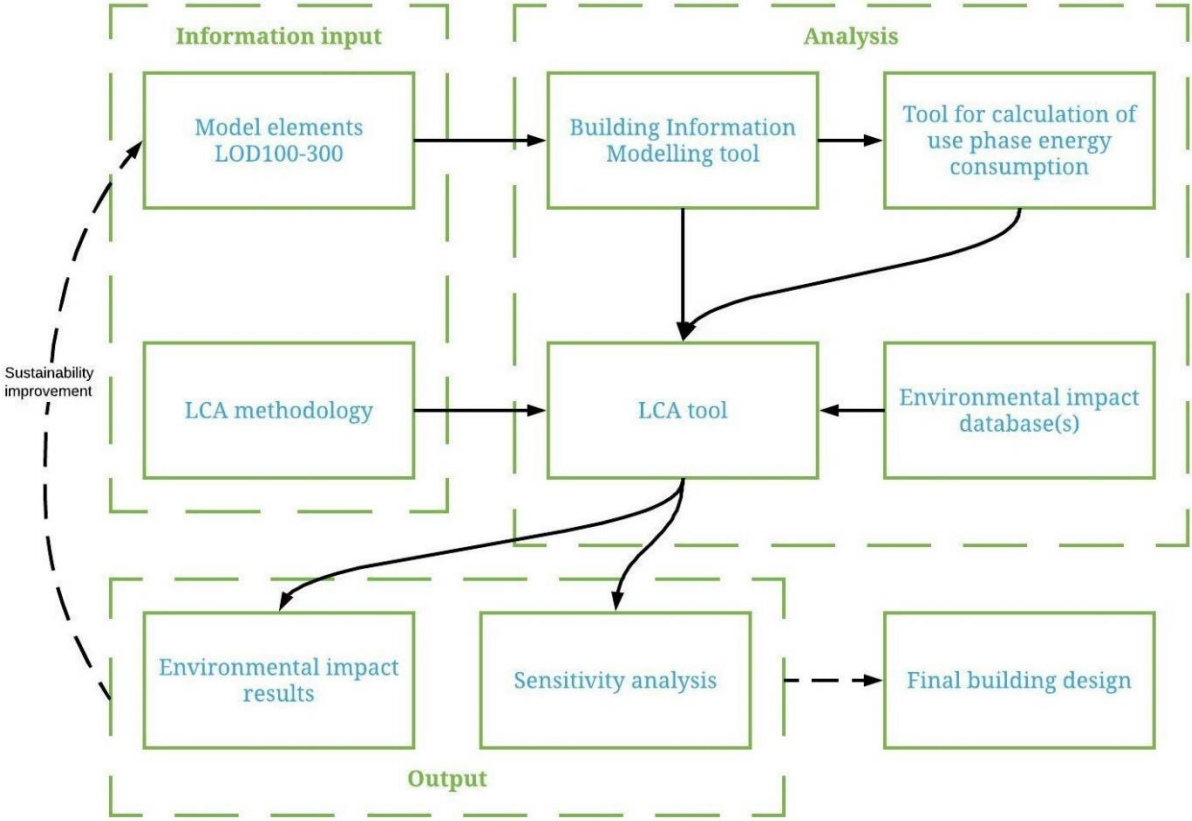 Information input
Analysis
Model elements
LOD100-300
Building Information
Modelling tool
Tool for calculation of
use phase energy
consumption
Sustainability
improvement
LCA methodology
LCA tool
Environmental impact
database(s)
Environmental impact
results
Sensitivity analysis
Final building design
Output